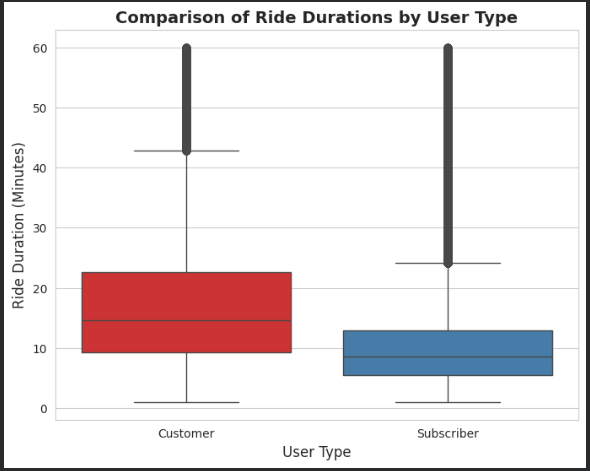 Comparison of Ride Durations by User Type
Ride Duration (Minutes)
60
50
40
30
20
10
0
Customer
Subscriber
User Type